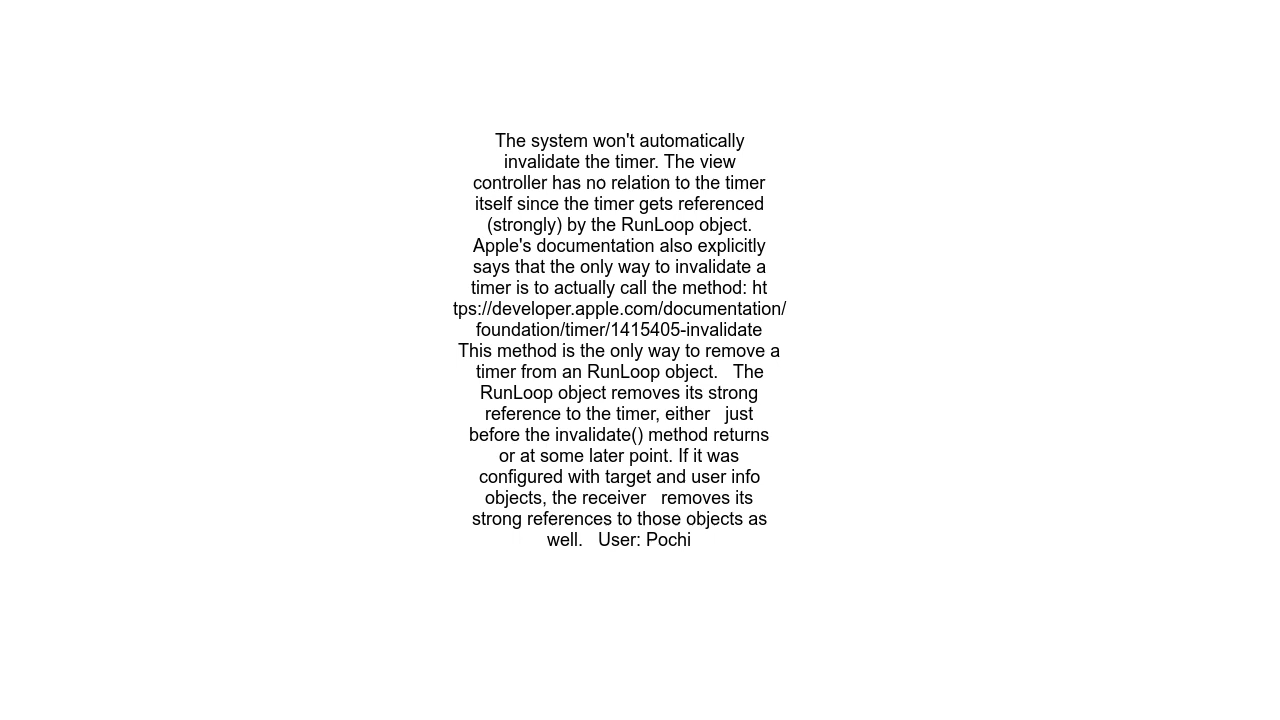 The system won't automatically
invalidate the timer. The view
controller has no relation to the timer
itself since the timer gets referenced
(strongly) by the RunLoop object.
Apple's documentation also explicitly
says that the only way to invalidate a
timer is to actually call the method: ht
tps://developer.apple.com/documentation/
foundation/timer/1415405-invalidate
This method is the only way to remove a
timer from an RunLoop object.   The
RunLoop object removes its strong
reference to the timer, either   just
before the invalidate() method returns
or at some later point. If it was
configured with target and user info
objects, the receiver   removes its
strong references to those objects as
well.   User: Pochi